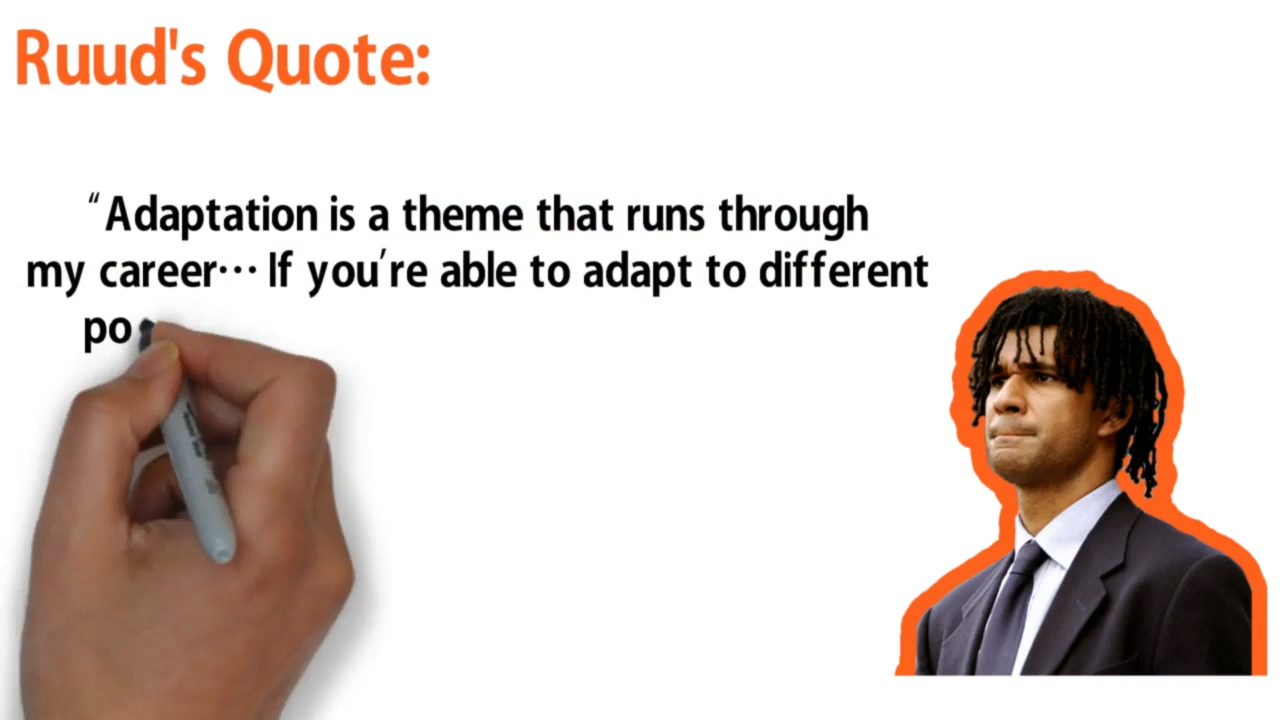 Ruud's Quote:
“Adaptation is a theme that runs through
my career… If you’re able to adapt to different
po